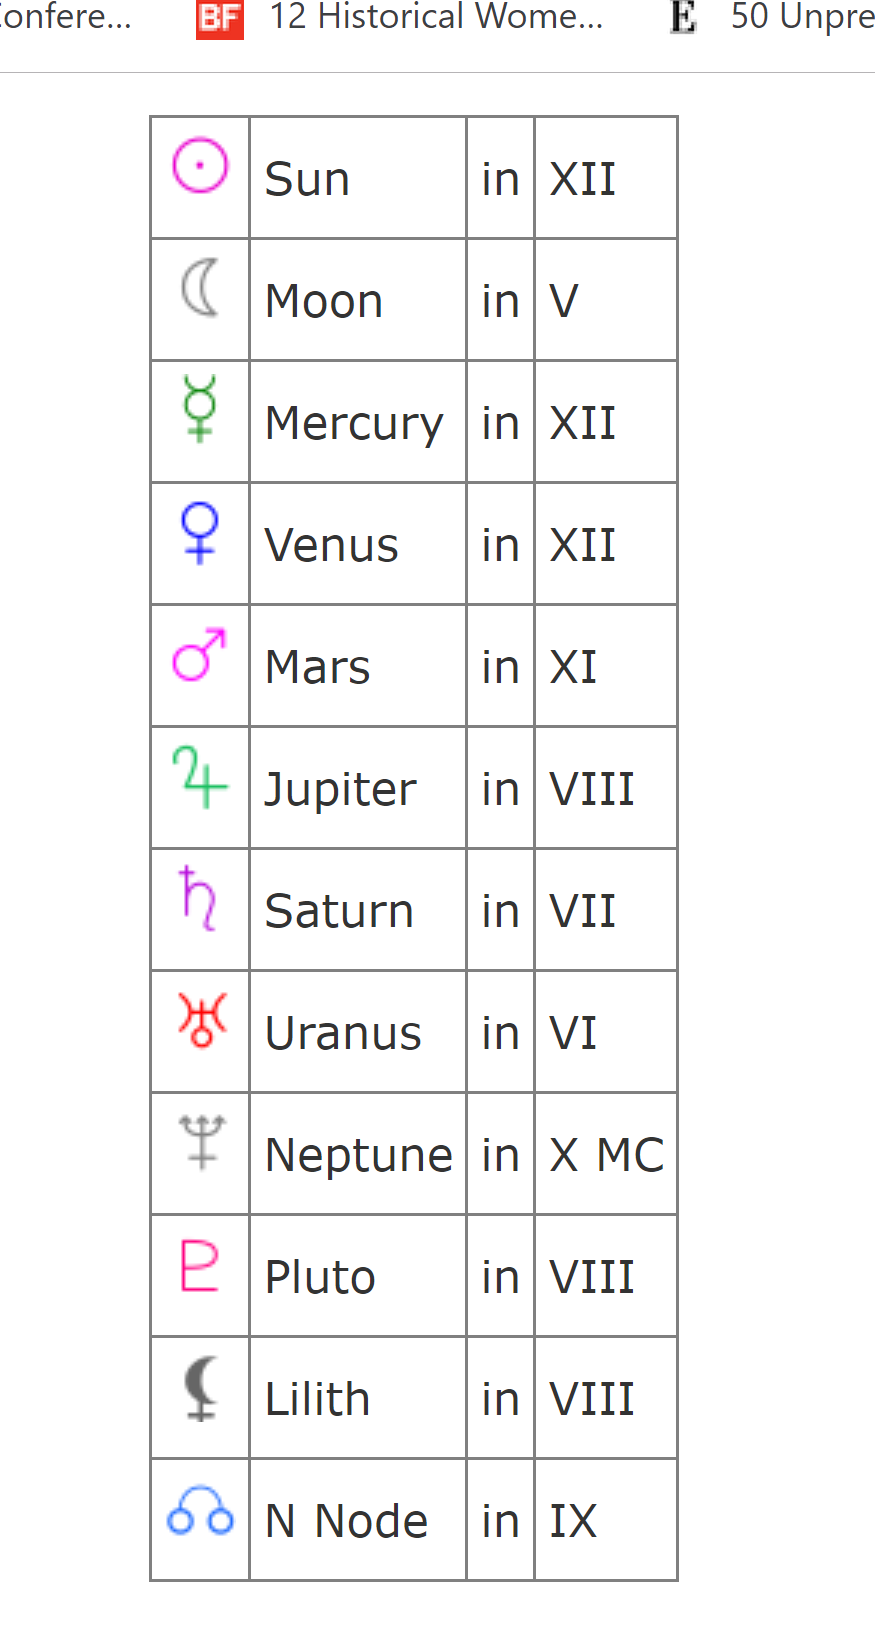 onfere... BF 12 Historical Wome... E 50 Unpre
Sun in XII
Moon in V
Mercury in XII
Venus in XII
Mars in XI
Jupiter in VIII
Saturn in VII
Uranus in VI
Neptune in X MC
Pluto in VIII
Lilith in VIII
N Node in IX